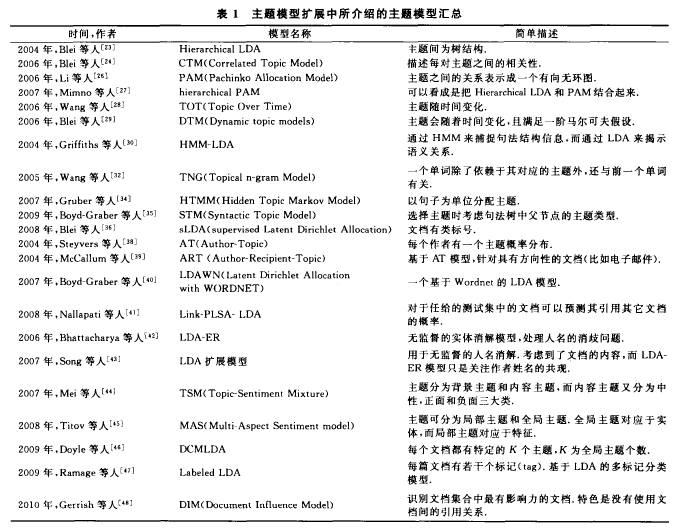 表 1 主题模型扩展中所介绍的主题模型汇总
时间,作者 模型名称 简单描述
2004 年,Blei 等人[23] Hierarchical LDA 主题间为树结构.
2006 年,Blei 等人[24] CTM(Correlated Topic Model) 描述每对主题之间的相关性.
2006 年,Li 等人[26] PAM(Pachinko Allocation Model) 主题之间的关系表示成一个有向无环图.
2007 年,Mimno 等人[27] hierarchical PAM 可以看成是把 Hierarchical LDA 和 PAM 结合起来.
2006 年,Wang 等人[28] TOT(Topic Over Time) 主题随时间变化.
2006 年,Blei 等人[29] DTM(Dynamic topic models) 主题会随着时间变化,且满足一阶马尔可夫假设.
2004 年,Griffiths 等人[30] HMM-LDA 通过 HMM 来捕捉句法结构信息,而通过 LDA 来揭示
语义关系.
2005 年,Wang 等人[32] TNG(Topical n-gram Model) 一个单词除了依赖于其对应的主题外,还与前一个单词
有关.
2007 年,Gruber 等人[34] HTMM(Hidden Topic Markov Model) 以句子为单位分配主题.
2009 年,Boyd-Graber 等人[35] STM(Syntactic Topic Model) 选择主题时考虑句法树中父节点的主题类型.
2008 年,Blei 等人[36] sLDA(supervised Latent Dirichlet Allocation) 文档有类标号.
2004 年,Steyvers 等人[38] AT(Author-Topic) 每个作者有一个主题概率分布.
2004 年,McCallum 等人[39] ART (Author-Recipient-Topic) 基于 AT 模型,针对具有方向性的文档(比如电子邮件).
2007 年,Boyd-Graber 等人[40] LDAWN(Latent Dirichlet Allocation
with WORDNET) 一个基于 Wordnet 的 LDA 模型.
2008 年,Nallapati 等人[41] Link-PLSA- LDA 对于任给的测试集中的文档可以预测其引用其它文档
的概率.
2006 年,Bhattacharya 等人[42] LDA-ER 无监督的实体消解模型,处理人名的消歧问题.
2007 年,Song 等人[43] LDA 扩展模型 用于无监督的人名消解. 考虑到了文档的内容,而 LDA-
ER 模型只是关注作者姓名的共现.
2007 年,Mei 等人[44] TSM(Topic-Sentiment Mixture) 主题分为背景主题和内容主题,而内容主题又分为中
性,正面和负面三大类.
2008 年,Titov 等人[45] MAS(Multi-Aspect Sentiment model) 主题可分为局部主题和全局主题. 全局主题对应于实
体,而局部主题对应于特征.
2009 年,Doyle 等人[46] DCMLDA 每个文档都有特定的 K 个主题,K 为全局主题个数.
2009 年,Ramage 等人[47] Labeled LDA 每篇文档有若干个标记(tag). 基于 LDA 的多标记分类
模型.
2010 年,Gerrish 等人[48] DIM(Document Influence Model) 识别文档集合中最有影响力的文档. 特色是没有使用文
档间的引用关系.